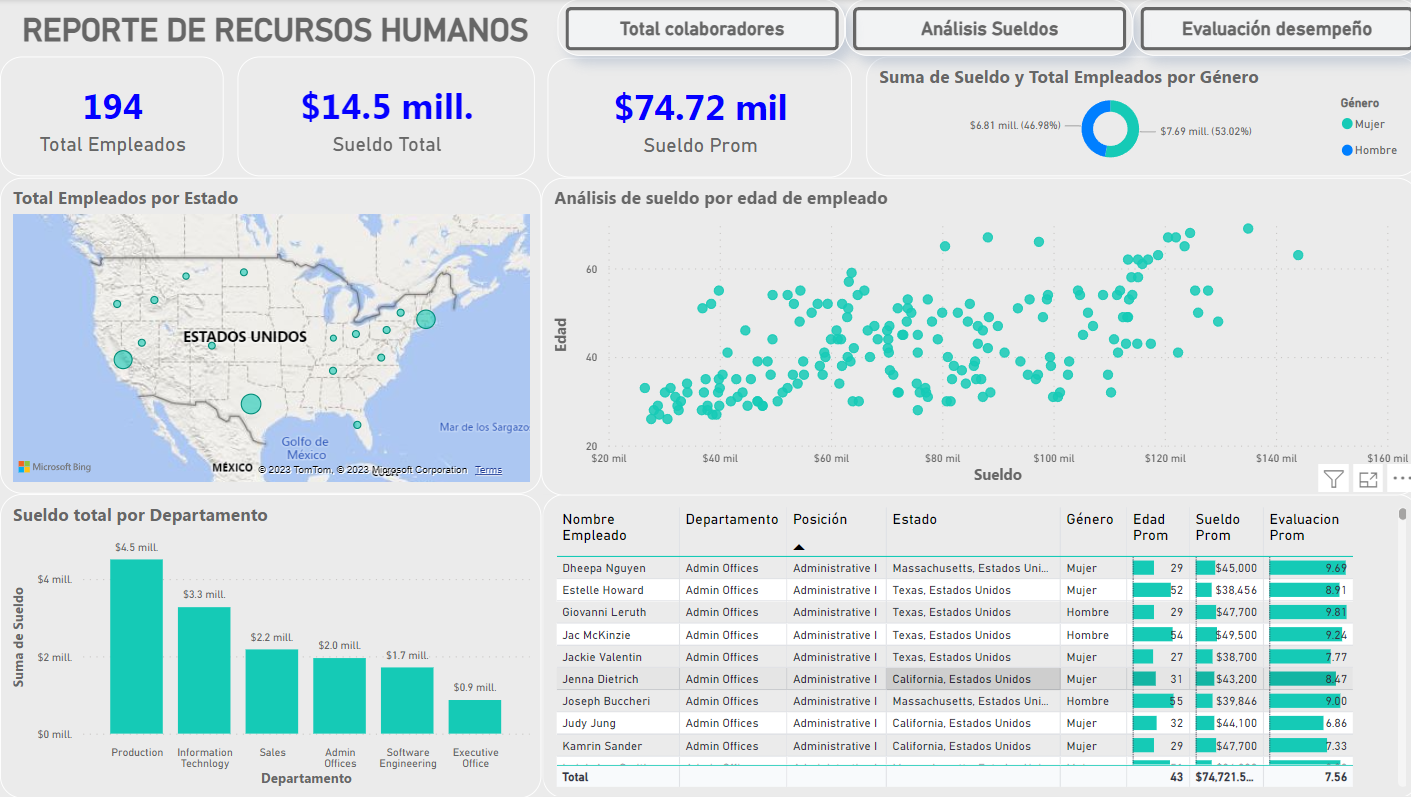 REPORTE DE RECURSOS HUMANOS
Total colaboradores
Análisis Sueldos
Evaluación desempeño
194
Total Empleados
$14.5 mill.
Sueldo Total
$74.72 mil
Sueldo Prom
Suma de Sueldo y Total Empleados por Género
$6.81 mill. (46.98%)
$7.69 mill. (53.02%)
Género
Mujer
Hombre
Total Empleados por Estado
ESTADOS UNIDOS
Golfo de
México
Mar de los Sargazo
MÉXICO
Microsoft Bing
© 2023 TomTom, © 2023 Microsoft Corporation Terms
Análisis de sueldo por edad de empleado
Edad
60
40
20
$20 mil $40 mil $60 mil $80 mil $100 mil $120 mil $140 mil $160 mil
Sueldo
Sueldo total por Departamento
Suma de Sueldo
$4 mill.
$2 mill.
$0 mill.
$4.5 mill.
$3.3 mill.
$2.2 mill.
$2.0 mill.
$1.7 mill.
$0.9 mill.
Production
Information
Technlogy
Sales
Admin
Offices
Software
Engineering
Executive
Office
Departamento
Nombre Empleado Departamento Posición Estado Género Edad Prom Sueldo Prom Evaluacion Prom
Dheepa Nguyen Admin Offices Administrative I Massachusetts, Estados Uni... Mujer 29 $45,000 9.69
Estelle Howard Admin Offices Administrative I Texas, Estados Unidos Mujer 52 $38,456 8.91
Giovanni Leruth Admin Offices Administrative I Texas, Estados Unidos Hombre 29 $47,700 9.81
Jac McKinzie Admin Offices Administrative I Texas, Estados Unidos Hombre 54 $49,500 9.24
Jackie Valentin Admin Offices Administrative I Texas, Estados Unidos Mujer 27 $38,700 7.77
Jenna Dietrich Admin Offices Administrative I California, Estados Unidos Mujer 31 $43,200 8.47
Joseph Buccheri Admin Offices Administrative I Massachusetts, Estados Uni... Hombre 55 $39,846 9.00
Judy Jung Admin Offices Administrative I California, Estados Unidos Mujer 32 $44,100 6.86
Kamrin Sander Admin Offices Administrative I California, Estados Unidos Mujer 29 $47,700 7.33
Total 43 $74,721.5... 7.56